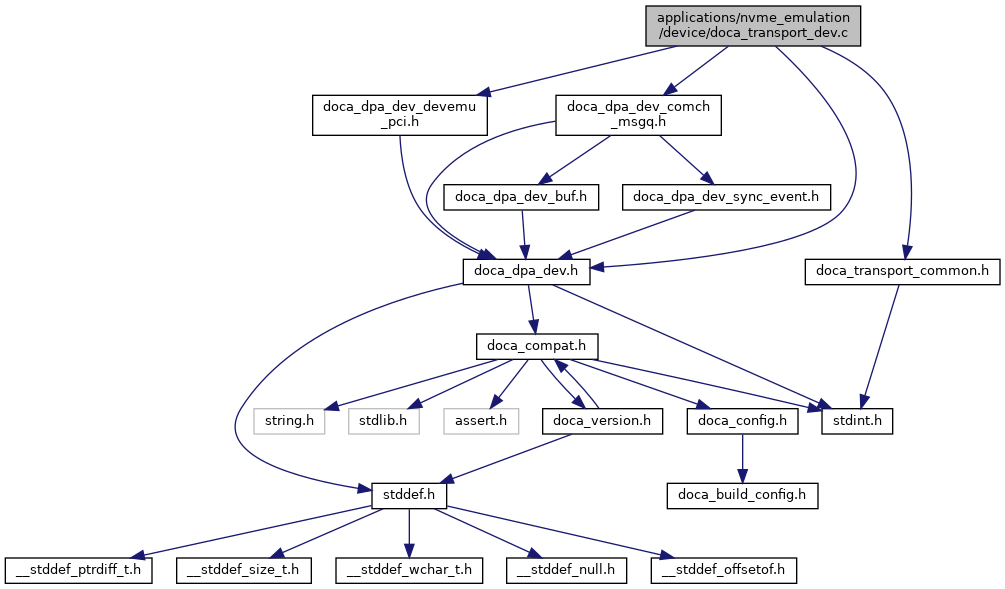 applications/nvme_emulation
/device/doca_transport_dev.c
doca_dpa_dev_devemu
_pci.h
doca_dpa_dev_comch
_msgq.h
doca_dpa_dev_buf.h
doca_dpa_dev_sync_event.h
doca_dpa_dev.h
doca_transport_common.h
doca_compat.h
string.h
stdlib.h
assert.h
doca_version.h
doca_config.h
stdint.h
stddef.h
doca_build_config.h
__stddef_ptrdiff_t.h
__stddef_size_t.h
__stddef_wchar_t.h
__stddef_null.h
__stddef_offsetof.h